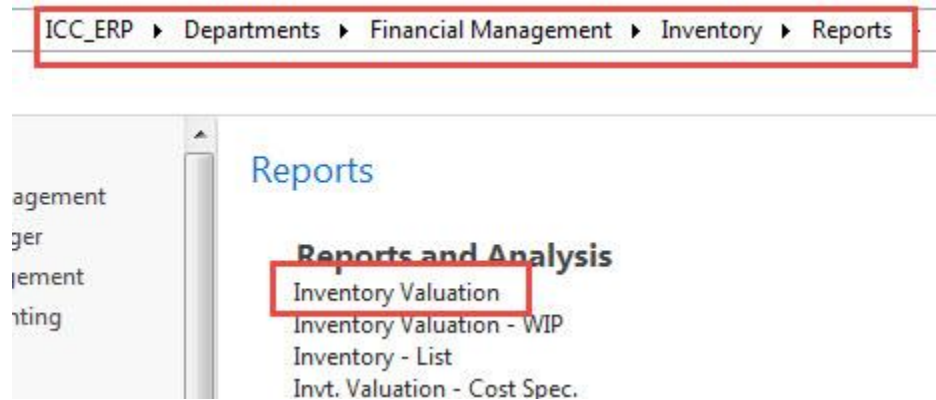 ICC_ERP ▸ Departments ▸ Financial Management ▸ Inventory ▸ Reports
agement
ger
ement
nting
Reports
Reports and Analysis
Inventory Valuation
Inventory Valuation - WIP
Inventory - List
Invt. Valuation - Cost Spec.